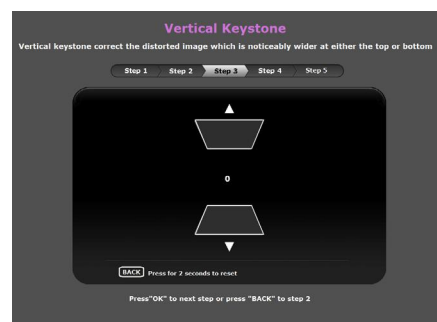 Vertical Keystone
Vertical keystone correct the distorted image which is noticeably wider at either the top or bottom
Step 1 Step 2 Step 3 Step 4 Step 5
0
BACK Press for 2 seconds to reset
Press"OK" to next step or press "BACK" to step 2